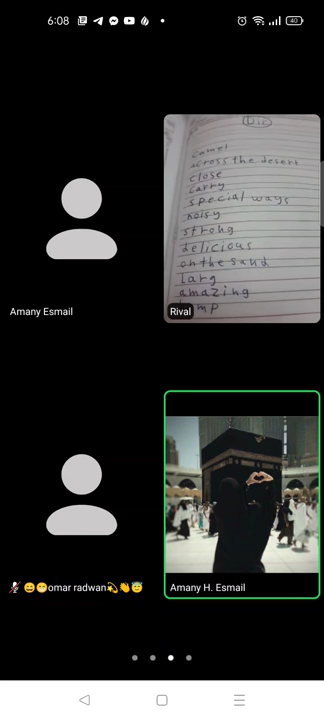 6:08
40
camel
across the desert
close
carry
special ways
noisy
strong
delicious
on the sand
larg
amazing
Amany Esmail
Rival
😄😁omar radwan💫👏😇
Amany H. Esmail